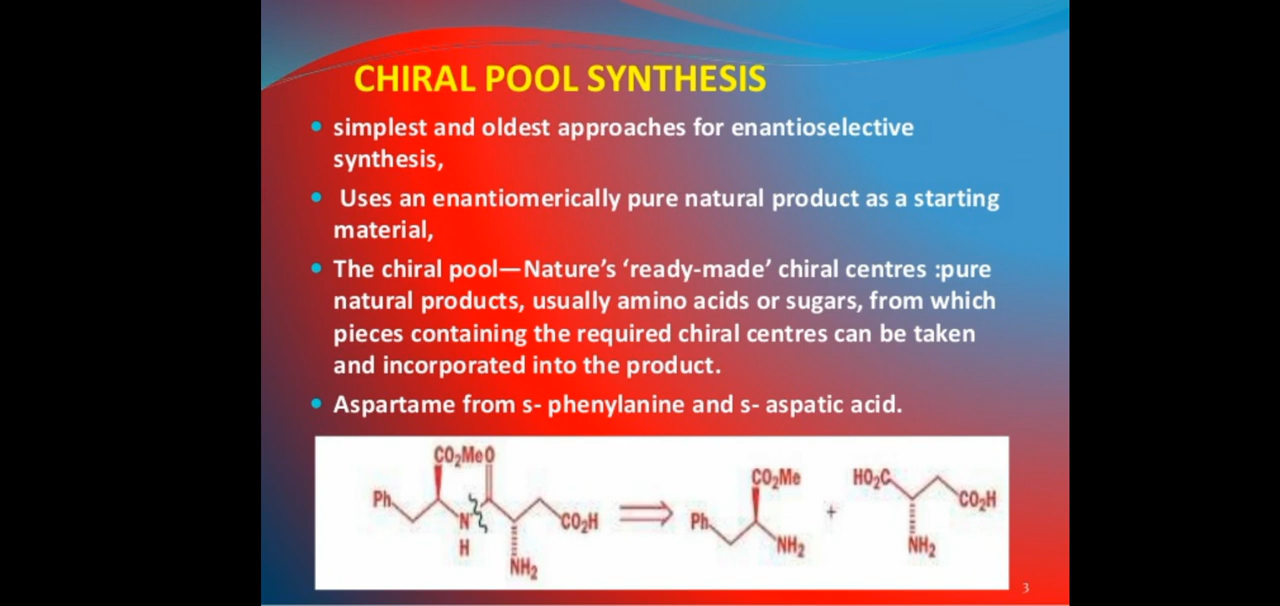 CHIRAL POOL SYNTHESIS
• simplest and oldest approaches for enantioselective
synthesis,
• Uses an enantiomerically pure natural product as a starting
material,
• The chiral pool—Nature’s ‘ready-made’ chiral centres :pure
natural products, usually amino acids or sugars, from which
pieces containing the required chiral centres can be taken
and incorporated into the product.
• Aspartame from s- phenylanine and s- aspatic acid.
CO₂Me O
Ph
N
H
CO₂H
NH₂
CO₂Me
Ph
NH₂
+
HO₂C
CO₂H
NH₂
3